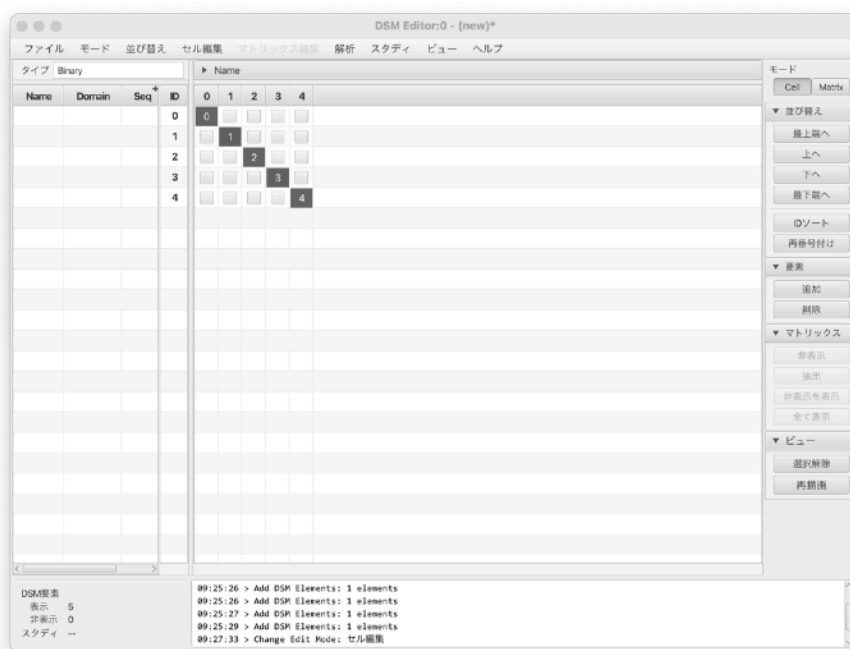 DSM Editor:0 - (new)*
ファイル モード 並び替え セル編集 マトリックス編集 解析 スタディ ビュー ヘルプ
タイプ Binary
Name
モード
Cell Matrix
Name Domain Seq ID
0 1 2 3 4
0 0
1 1
2 2
3 3
4 4
並び替え
最上端へ
上へ
下へ
最下端へ
IDソート
再番号付け
要素
追加
削除
マトリックス
非表示
抽出
非表示を表示
全て表示
ビュー
選択解除
再描画
DSM要素
表示 5
非表示 0
スタディ --
09:25:26 > Add DSM Elements: 1 elements
09:25:26 > Add DSM Elements: 1 elements
09:25:27 > Add DSM Elements: 1 elements
09:25:29 > Add DSM Elements: 1 elements
09:27:33 > Change Edit Mode: セル編集